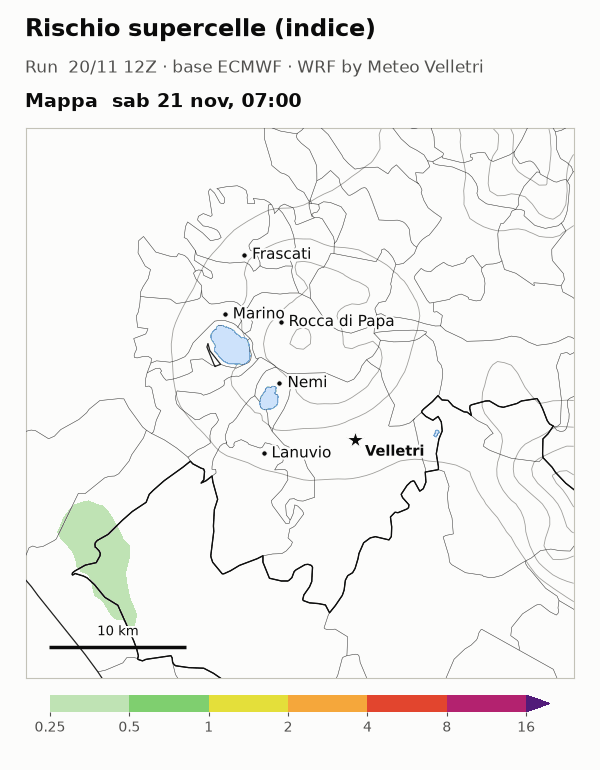 Rischio supercelle (indice)
Run 20/11 12Z · base ECMWF · WRF by Meteo Velletri
Mappa sab 21 nov, 07:00
Frascati
Marino
Rocca di Papa
Nemi
Velletri
Lanuvio
10 km
0.25 0.5 1 2 4 8 16